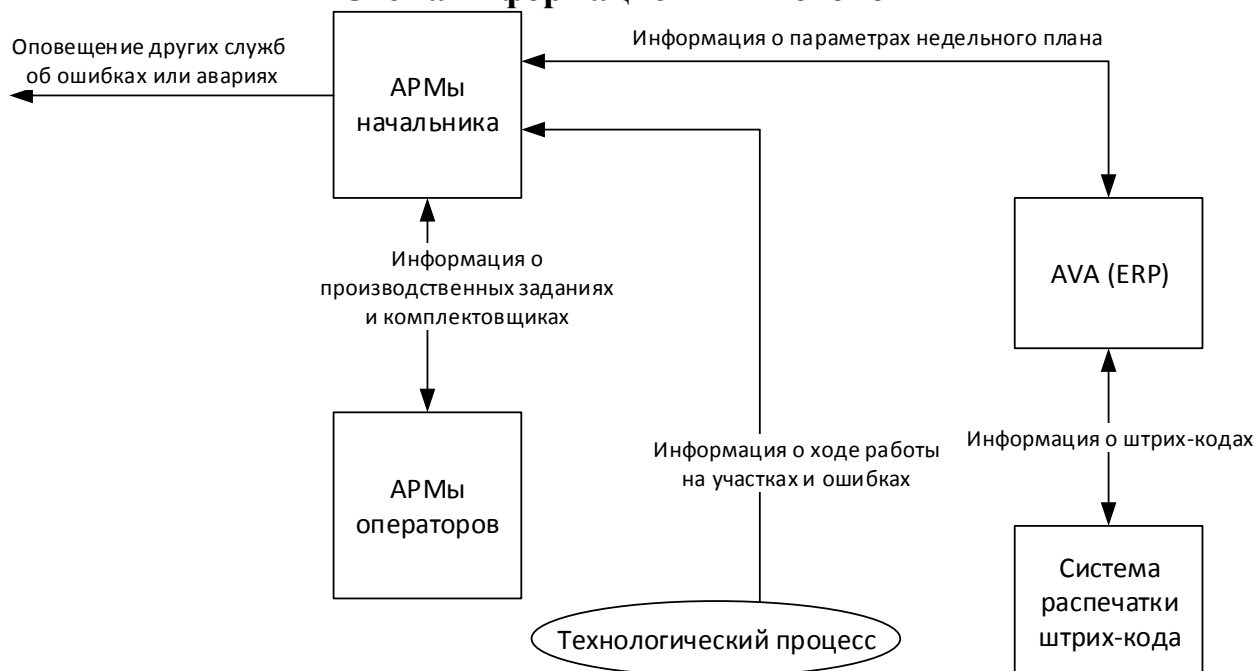 Оповещение других служб
об ошибках или авариях
АРМы
начальника
Информация о параметрах недельного плана
Информация о
производственных заданиях
и комплектовщиках
AVA (ERP)
Информация о ходе работы
на участках и ошибках
Информация о штрих-кодах
АРМы
операторов
Технологический процесс
Система
распечатки
штрих-кода